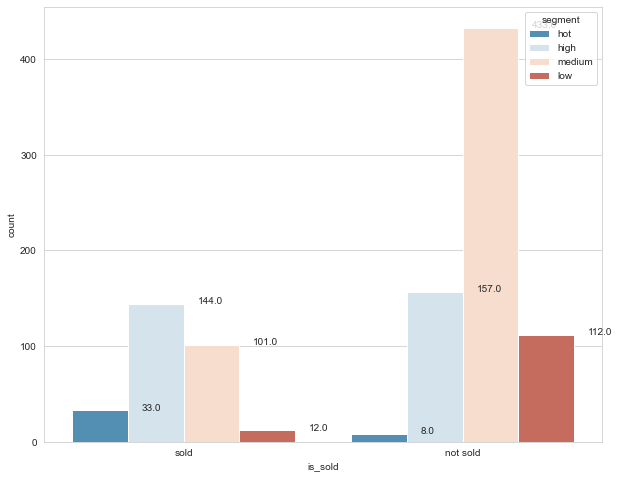 segment
hot
high
medium
low
400
300
200
100
0
count
144.0
101.0
33.0
12.0
157.0
112.0
8.0
sold
not sold
is_sold